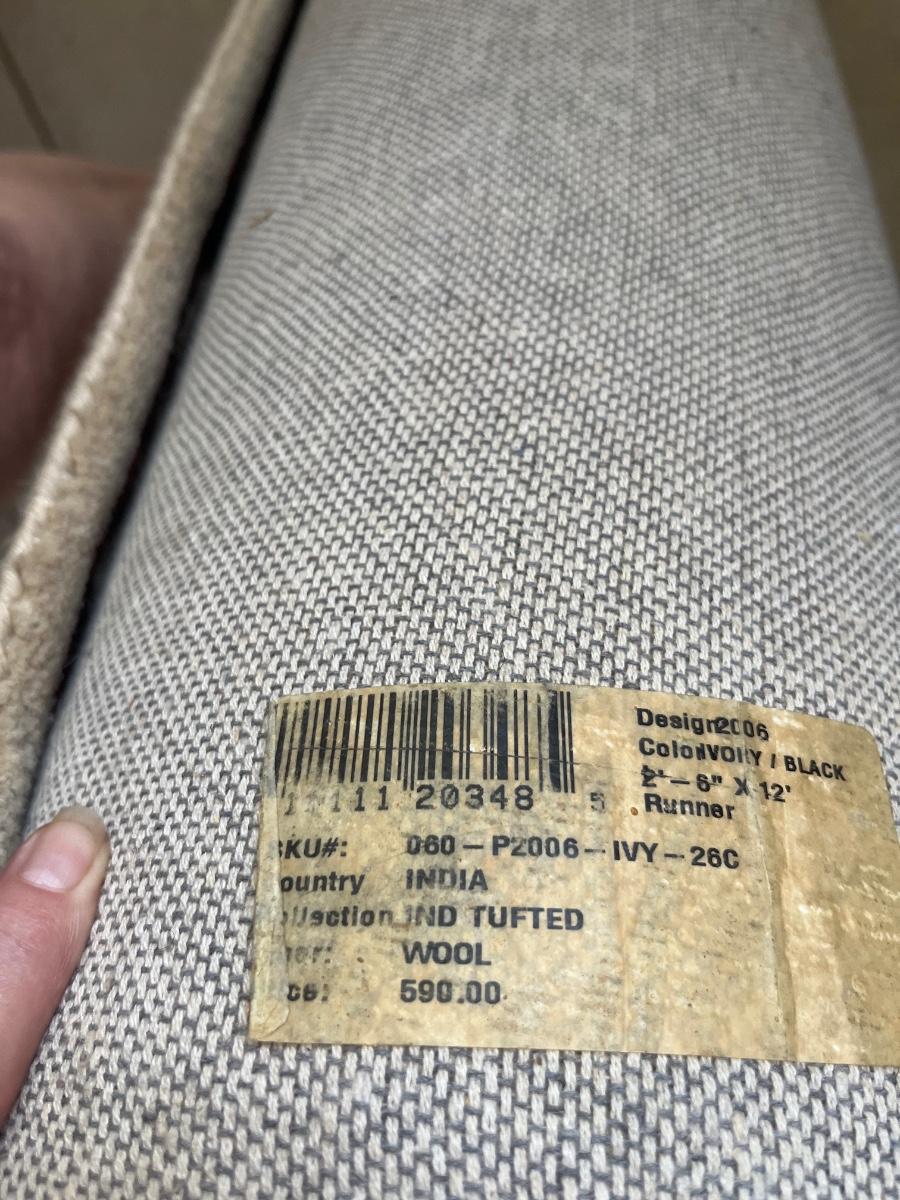 Design2006
ColorIVORY / BLACK
2'-6" X 12'
Runner
20348 5
SKU#: 060-P2006-IVY-26C
ountry INDIA
ollection IND TUFTED
WOOL
590.00